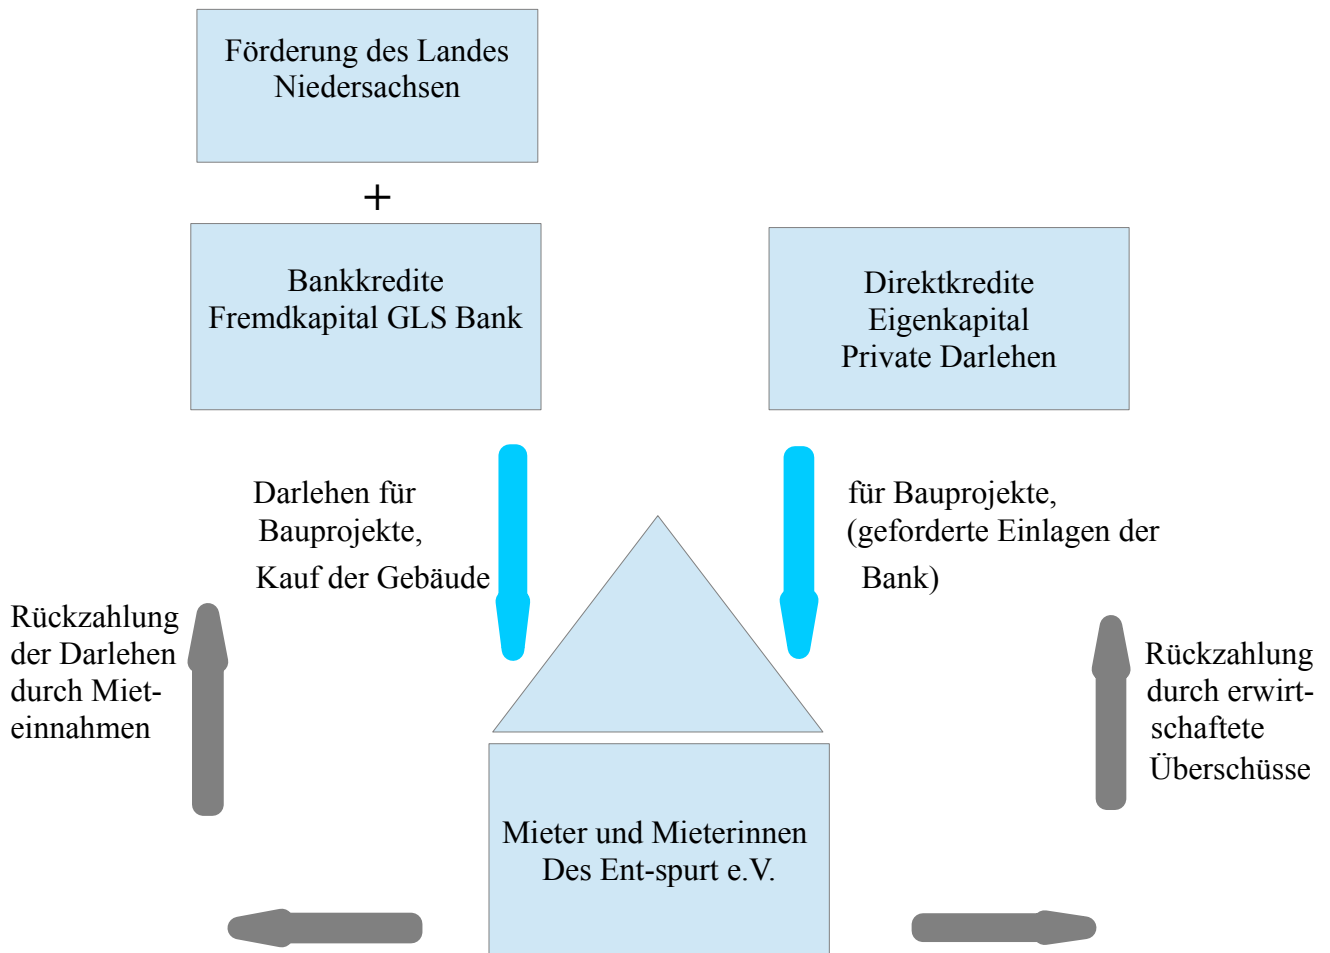 Förderung des Landes
Niedersachsen
+
Bankkredite
Fremdkapital GLS Bank
Direktkredite
Eigenkapital
Private Darlehen
Darlehen für
Bauprojekte,
Kauf der Gebäude
für Bauprojekte,
(geforderte Einlagen der
Bank)
Rückzahlung
der Darlehen
durch Miet-
einnahmen
Rückzahlung
durch erwirt-
schaftete
Überschüsse
Mieter und Mieterinnen
Des Ent-spurt e.V.